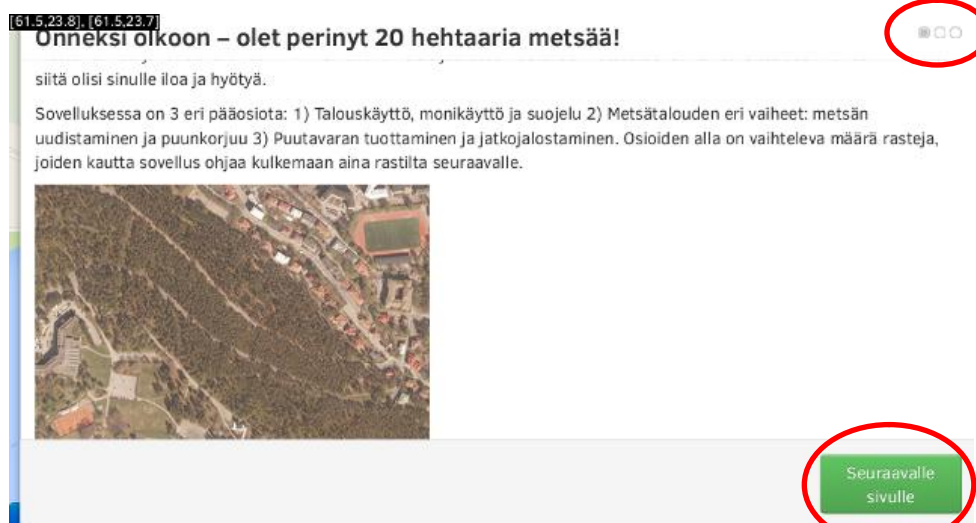 [61.5,23.8], [61.5,23.7]
Onneksi olkoon – olet perinyt 20 hehtaaria metsää!
siitä olisi sinulle iloa ja hyötyä.
Sovelluksessa on 3 eri pääosiota: 1) Talouskäyttö, monikäyttö ja suojelu 2) Metsätalouden eri vaiheet: metsän
uudistaminen ja puunkorjuu 3) Puutavaran tuottaminen ja jatkojalostaminen. Osioiden alla on vaihteleva määrä rasteja,
joiden kautta sovellus ohjaa kulkemaan aina rastilta seuraavalle.
Seuraavalle
sivulle